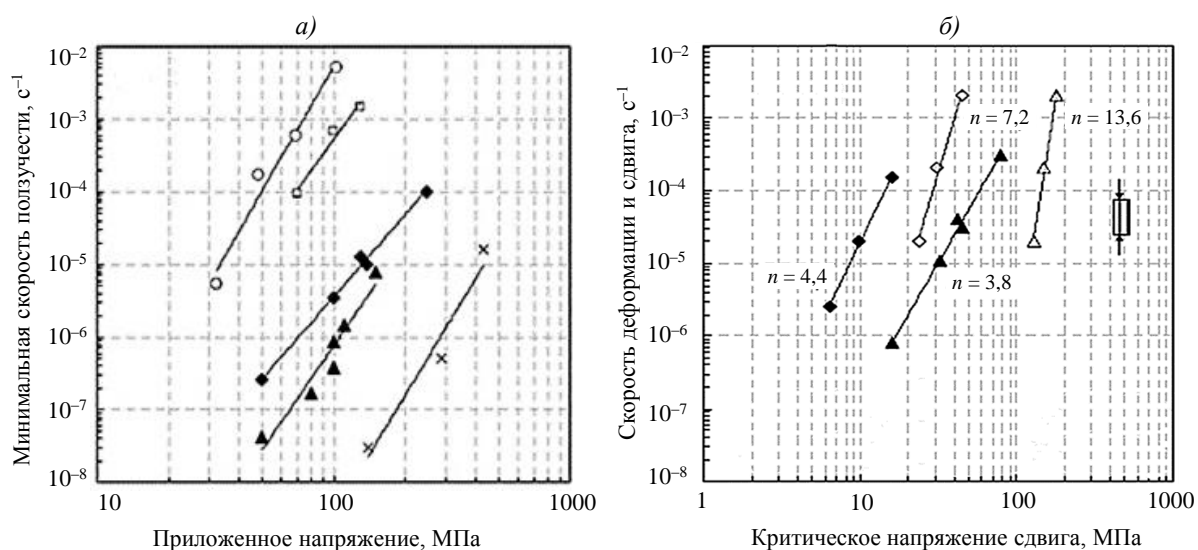 а)
Минимальная скорость ползучести, с⁻¹
10⁻²
10⁻³
10⁻⁴
10⁻⁵
10⁻⁶
10⁻⁷
10⁻⁸
10
100
1000
Приложенное напряжение, МПа
б)
Скорость деформации и сдвига, с⁻¹
10⁻²
10⁻³
10⁻⁴
10⁻⁵
10⁻⁶
10⁻⁷
10⁻⁸
n = 7,2
n = 13,6
n = 4,4
n = 3,8
1
10
100
1000
Критическое напряжение сдвига, МПа